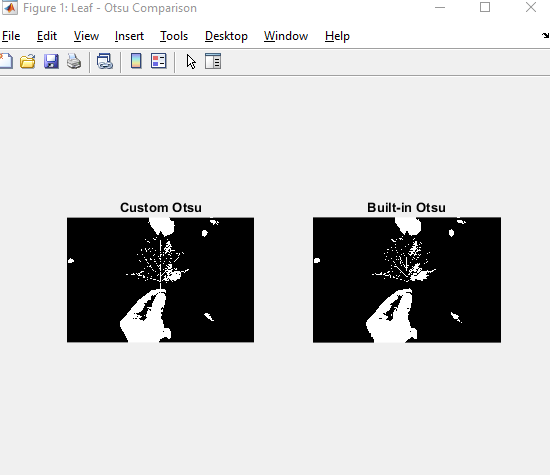 Figure 1: Leaf - Otsu Comparison
File Edit View Insert Tools Desktop Window Help
Custom Otsu Built-in Otsu